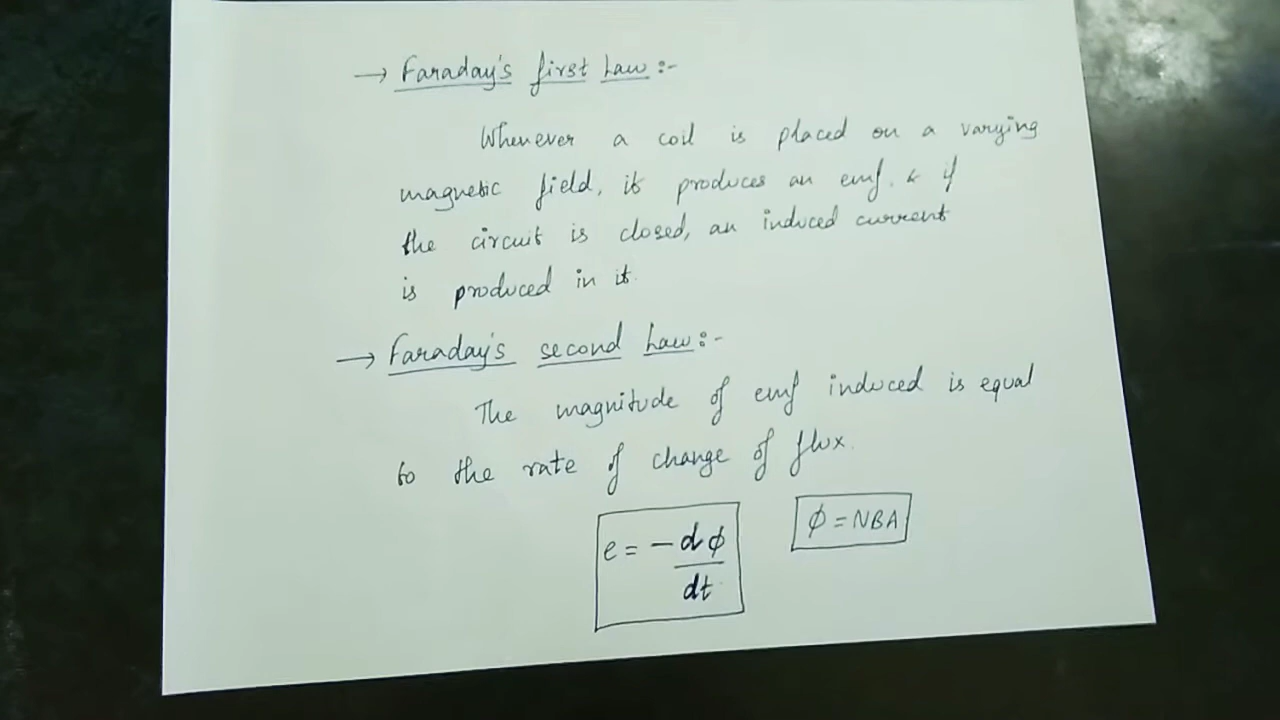 → Faraday's first Law :-
Whenever a coil is placed on a varying
magnetic field, it produces an emf. & if
the circuit is closed, an induced current
is produced in it.
→ Faraday's second Law :-
The magnitude of emf induced is equal
to the rate of change of flux.
e = -dϕ/dt
ϕ = NBA